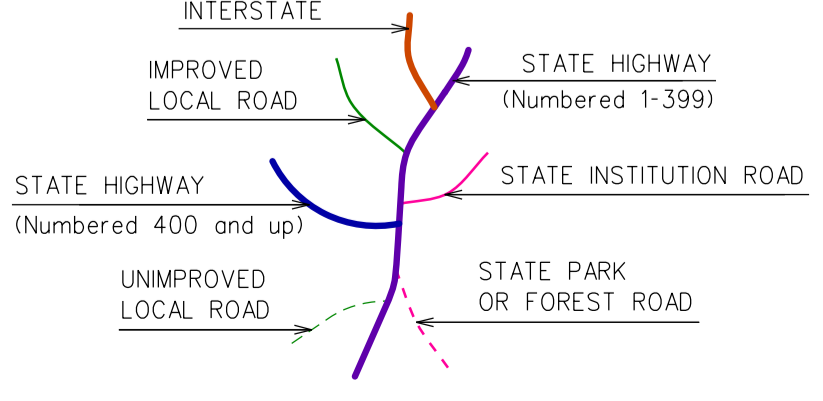 INTERSTATE
STATE HIGHWAY
(Numbered 1-399)
IMPROVED
LOCAL ROAD
STATE INSTITUTION ROAD
STATE HIGHWAY
(Numbered 400 and up)
UNIMPROVED
LOCAL ROAD
STATE PARK
OR FOREST ROAD